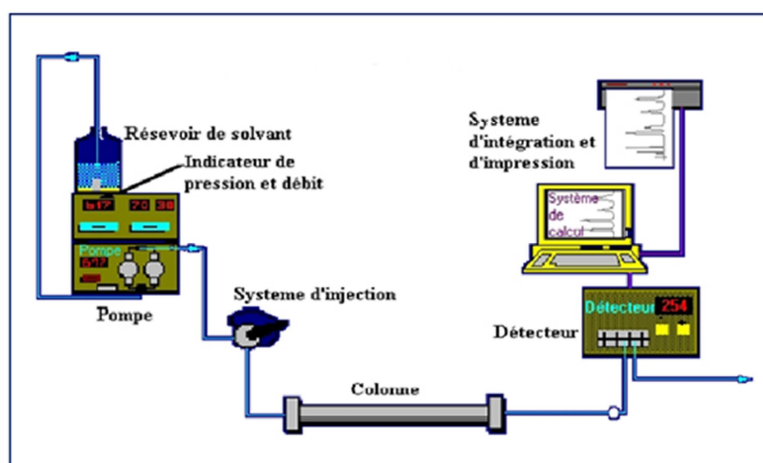 Résevoir de solvant
Indicateur de
pression et débit
70
Pompe
Pompe
Systeme d'injection
Colonne
Systeme
d'intégration et
d'impression
Système
de
calcul
Détecteur
254
Détecteur